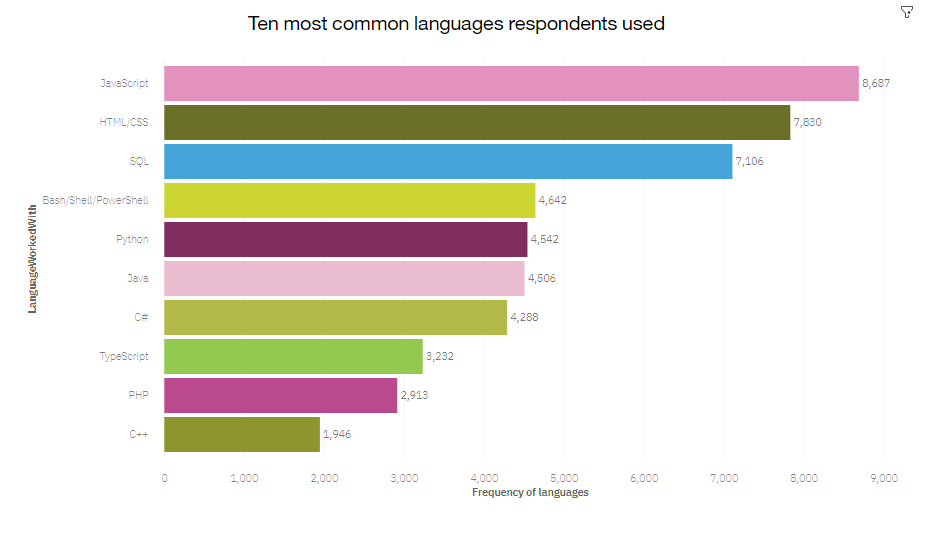 Ten most common languages respondents used
LanguageWorkedWith
JavaScript 8,687
HTML/CSS 7,830
SQL 7,106
Bash/Shell/PowerShell 4,642
Python 4,542
Java 4,506
C# 4,288
TypeScript 3,232
PHP 2,913
C++ 1,946
0 1,000 2,000 3,000 4,000 5,000 6,000 7,000 8,000 9,000
Frequency of languages